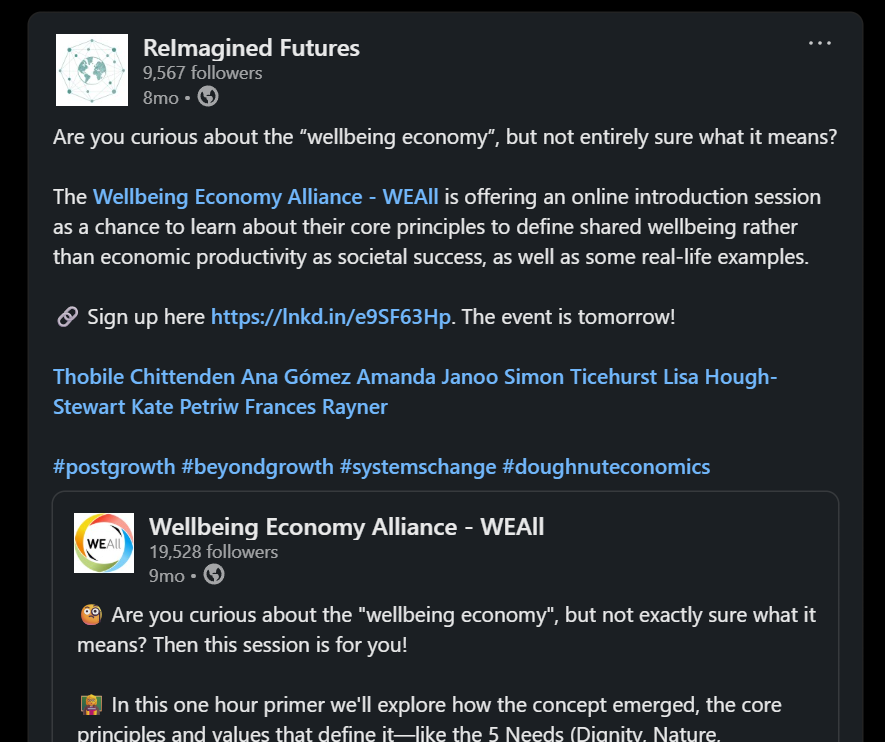 ReImagined Futures
9,567 followers
8mo •
Are you curious about the “wellbeing economy”, but not entirely sure what it means?
The Wellbeing Economy Alliance - WEAll is offering an online introduction session
as a chance to learn about their core principles to define shared wellbeing rather
than economic productivity as societal success, as well as some real-life examples.
🔗 Sign up here https://lnkd.in/e9SF63Hp. The event is tomorrow!
Thobile Chittenden Ana Gómez Amanda Janoo Simon Ticehurst Lisa Hough-
Stewart Kate Petriw Frances Rayner
#postgrowth #beyondgrowth #systemschange #doughnuteconomics
WEAll
Wellbeing Economy Alliance - WEAll
19,528 followers
9mo •
🧐 Are you curious about the "wellbeing economy", but not exactly sure what it
means? Then this session is for you!
In this one hour primer we'll explore how the concept emerged, the core
principles and values that define it—like the 5 Needs (Dignity, Nature,